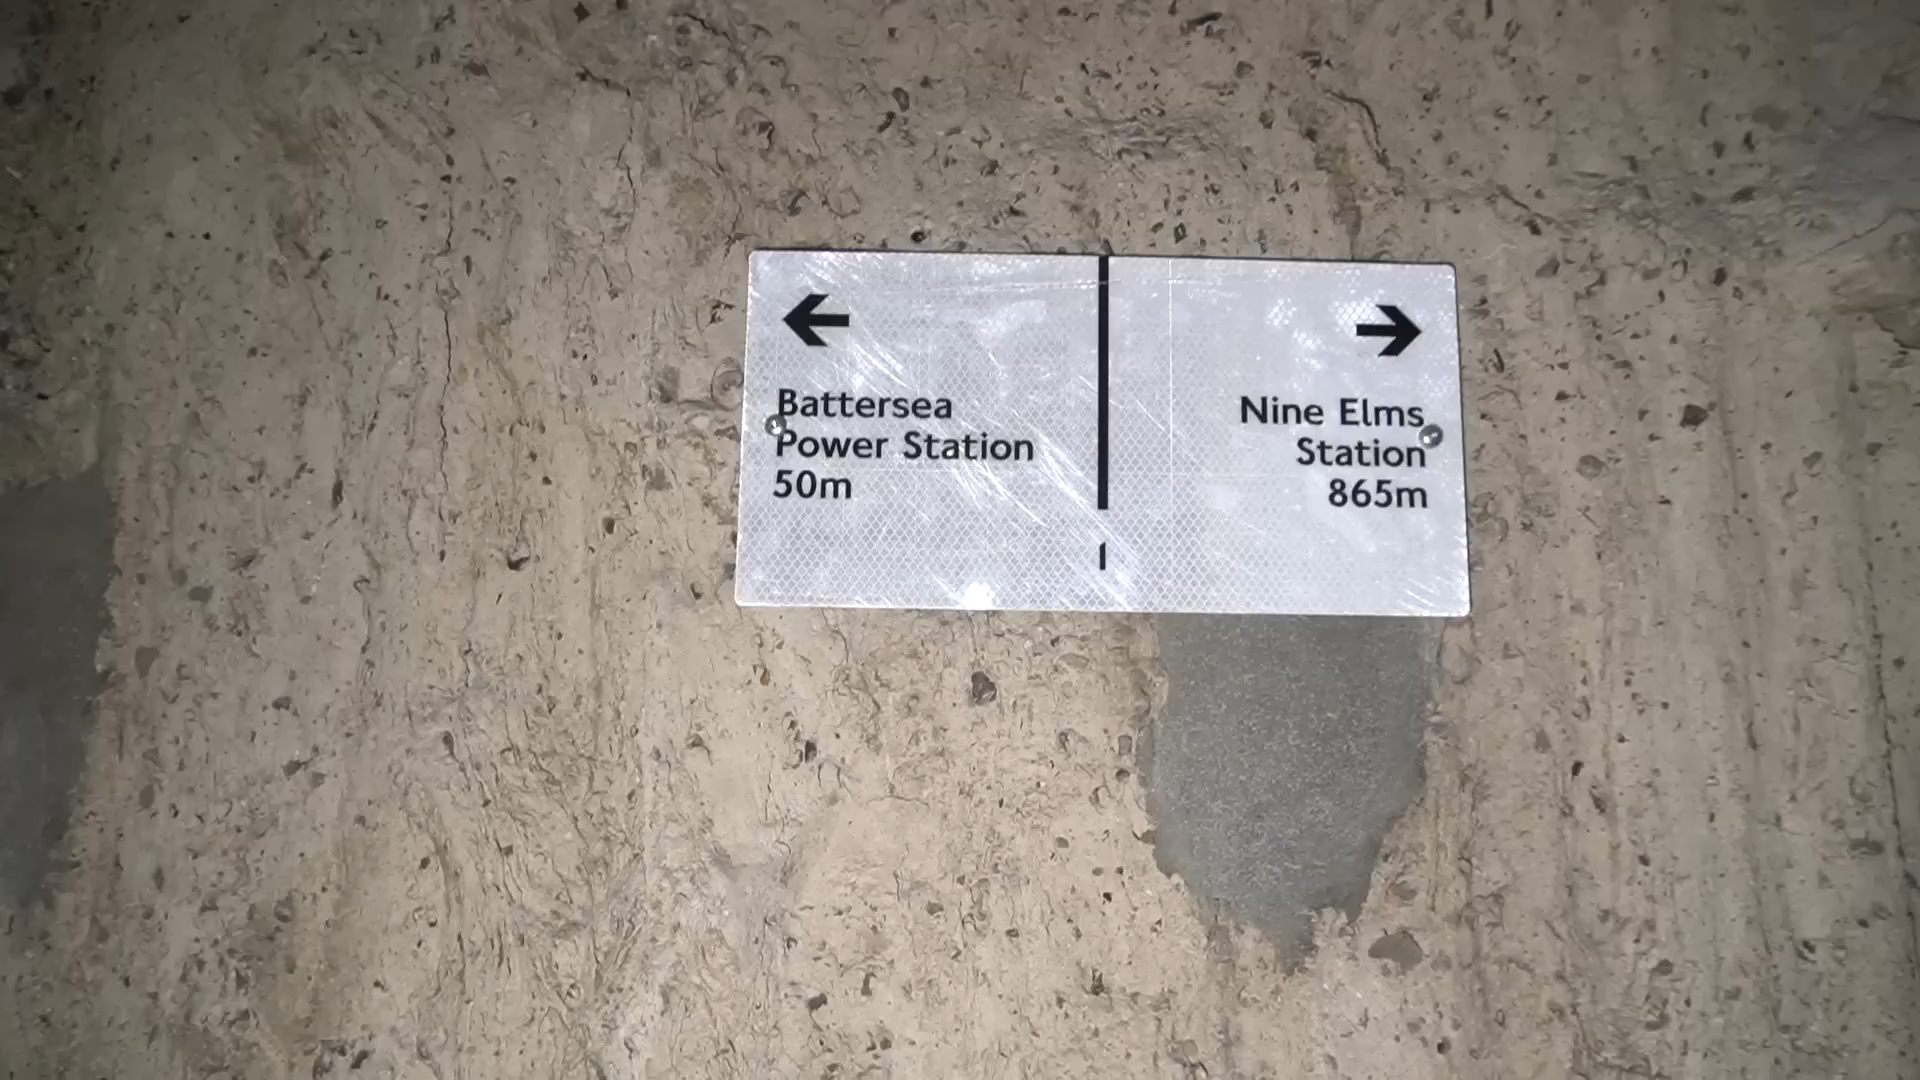 ←
Battersea
Power Station
50m
→
Nine Elms
Station
865m